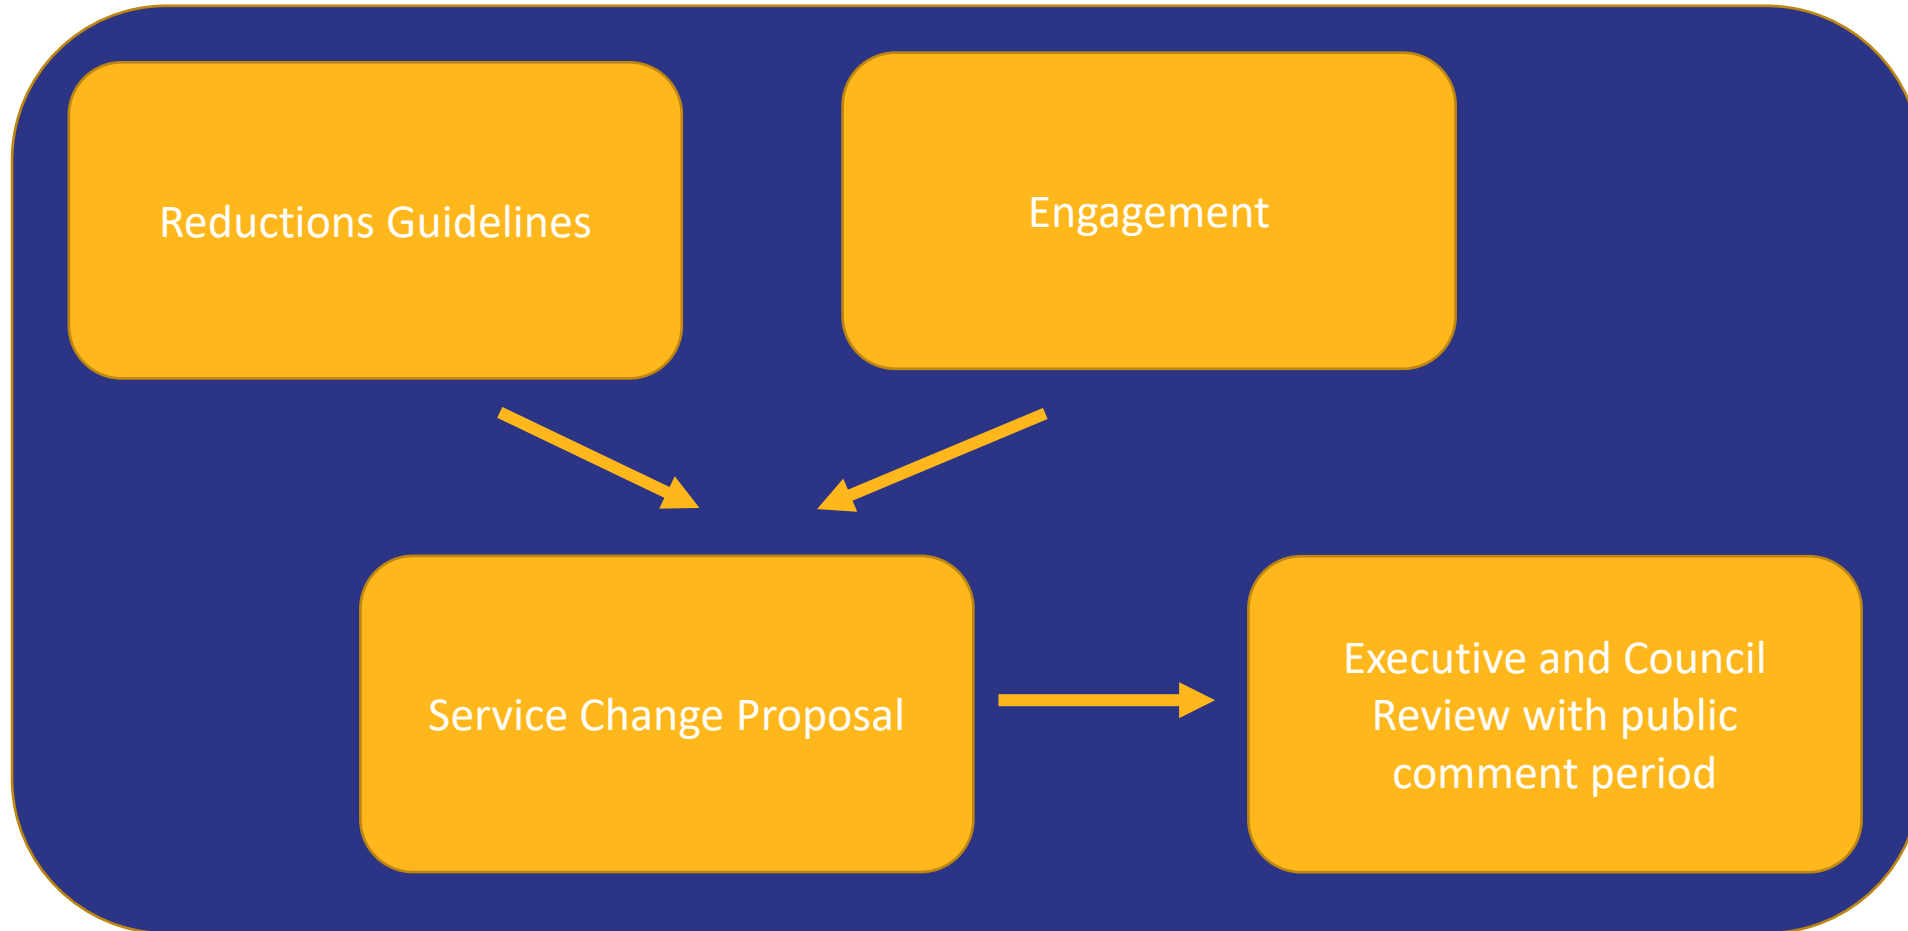 Reductions Guidelines
Engagement
Service Change Proposal
Executive and Council
Review with public
comment period